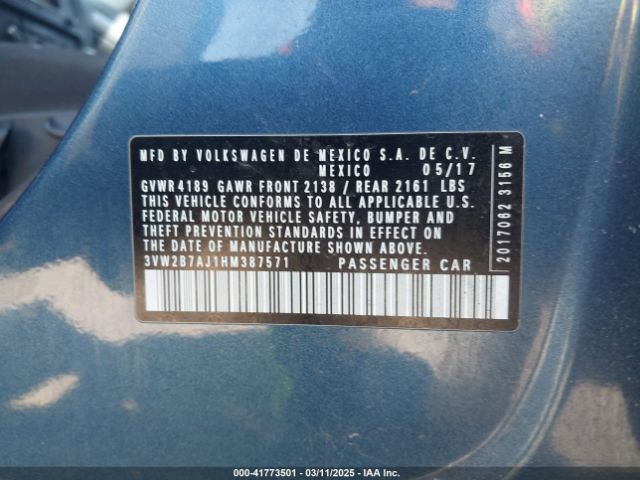 MFD BY VOLKSWAGEN DE MEXICO S.A. DE C.V.
MEXICO 05/17
GVWR 4189 GAWR FRONT 2138 / REAR 2161 LBS
THIS VEHICLE CONFORMS TO ALL APPLICABLE U.S.
FEDERAL MOTOR VEHICLE SAFETY, BUMPER AND
THEFT PREVENTION STANDARDS IN EFFECT ON
THE DATE OF MANUFACTURE SHOWN ABOVE.
3VW2B7AJ1HM387571 PASSENGER CAR
2017062 3156 M
000-41773501 - 03/11/2025 - IAA Inc.